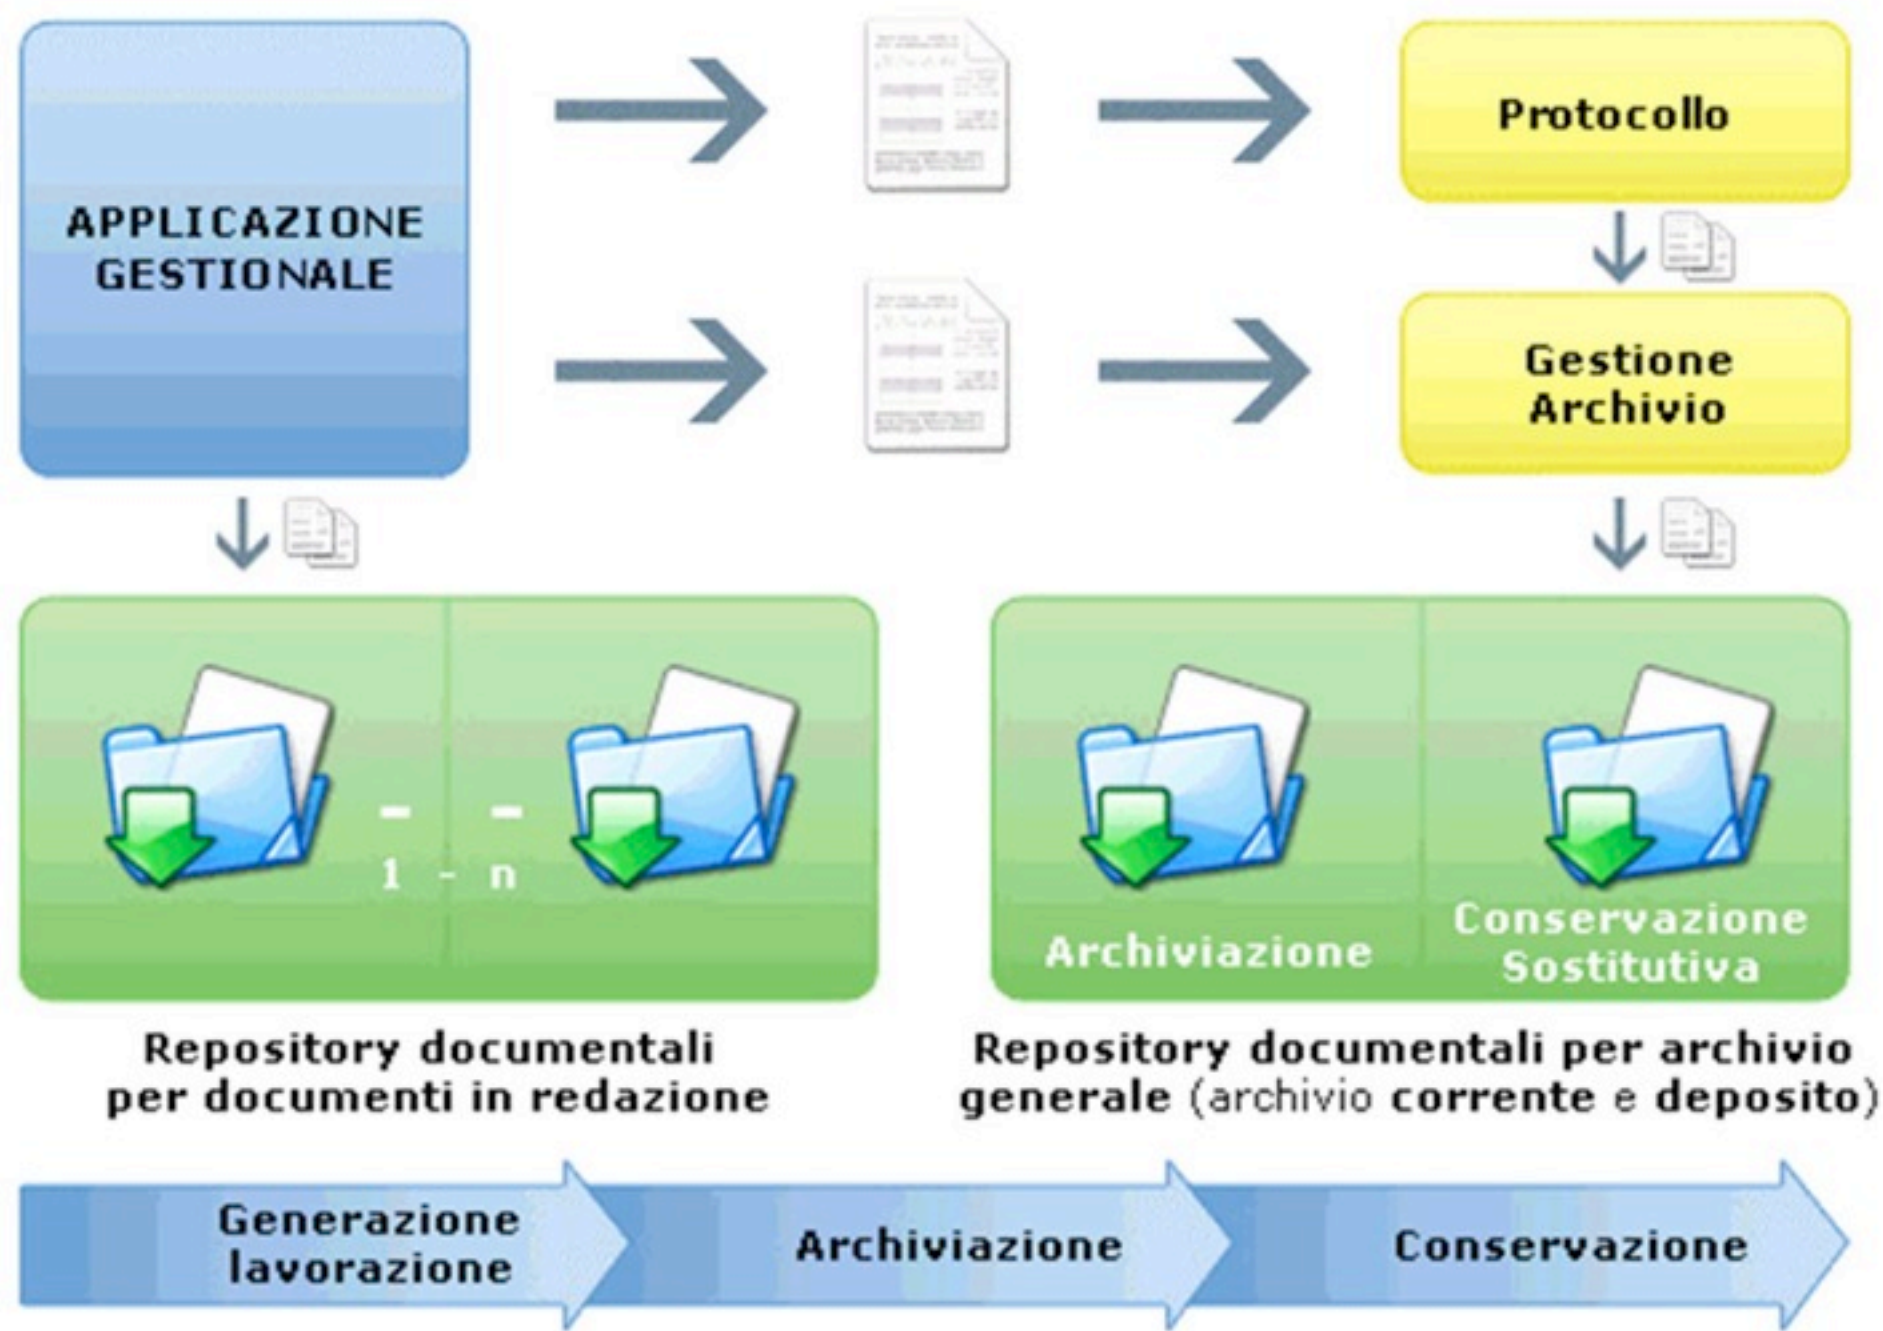 APPLICAZIONE
GESTIONALE
Protocollo
Gestione
Archivio
1 - n
Archiviazione
Conservazione
Sostitutiva
Repository documentali
per documenti in redazione
Repository documentali per archivio
generale (archivio corrente e deposito)
Generazione
lavorazione
Archiviazione
Conservazione